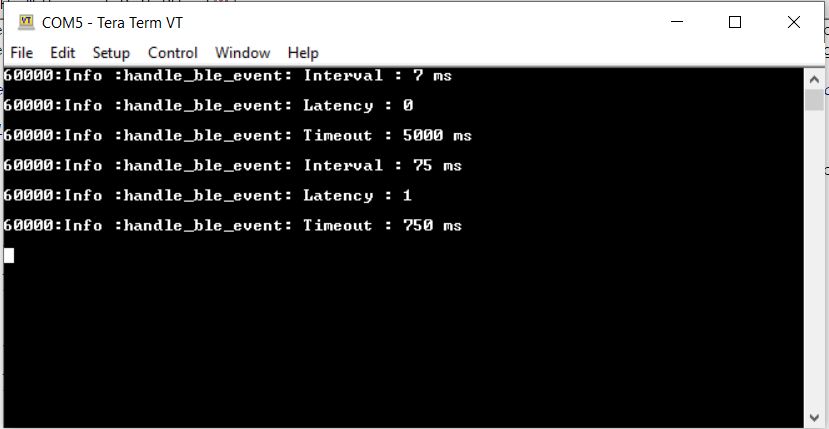 COM5 - Tera Term VT
File Edit Setup Control Window Help
60000:Info :handle_ble_event: Interval : 7 ms
60000:Info :handle_ble_event: Latency : 0
60000:Info :handle_ble_event: Timeout : 5000 ms
60000:Info :handle_ble_event: Interval : 75 ms
60000:Info :handle_ble_event: Latency : 1
60000:Info :handle_ble_event: Timeout : 750 ms